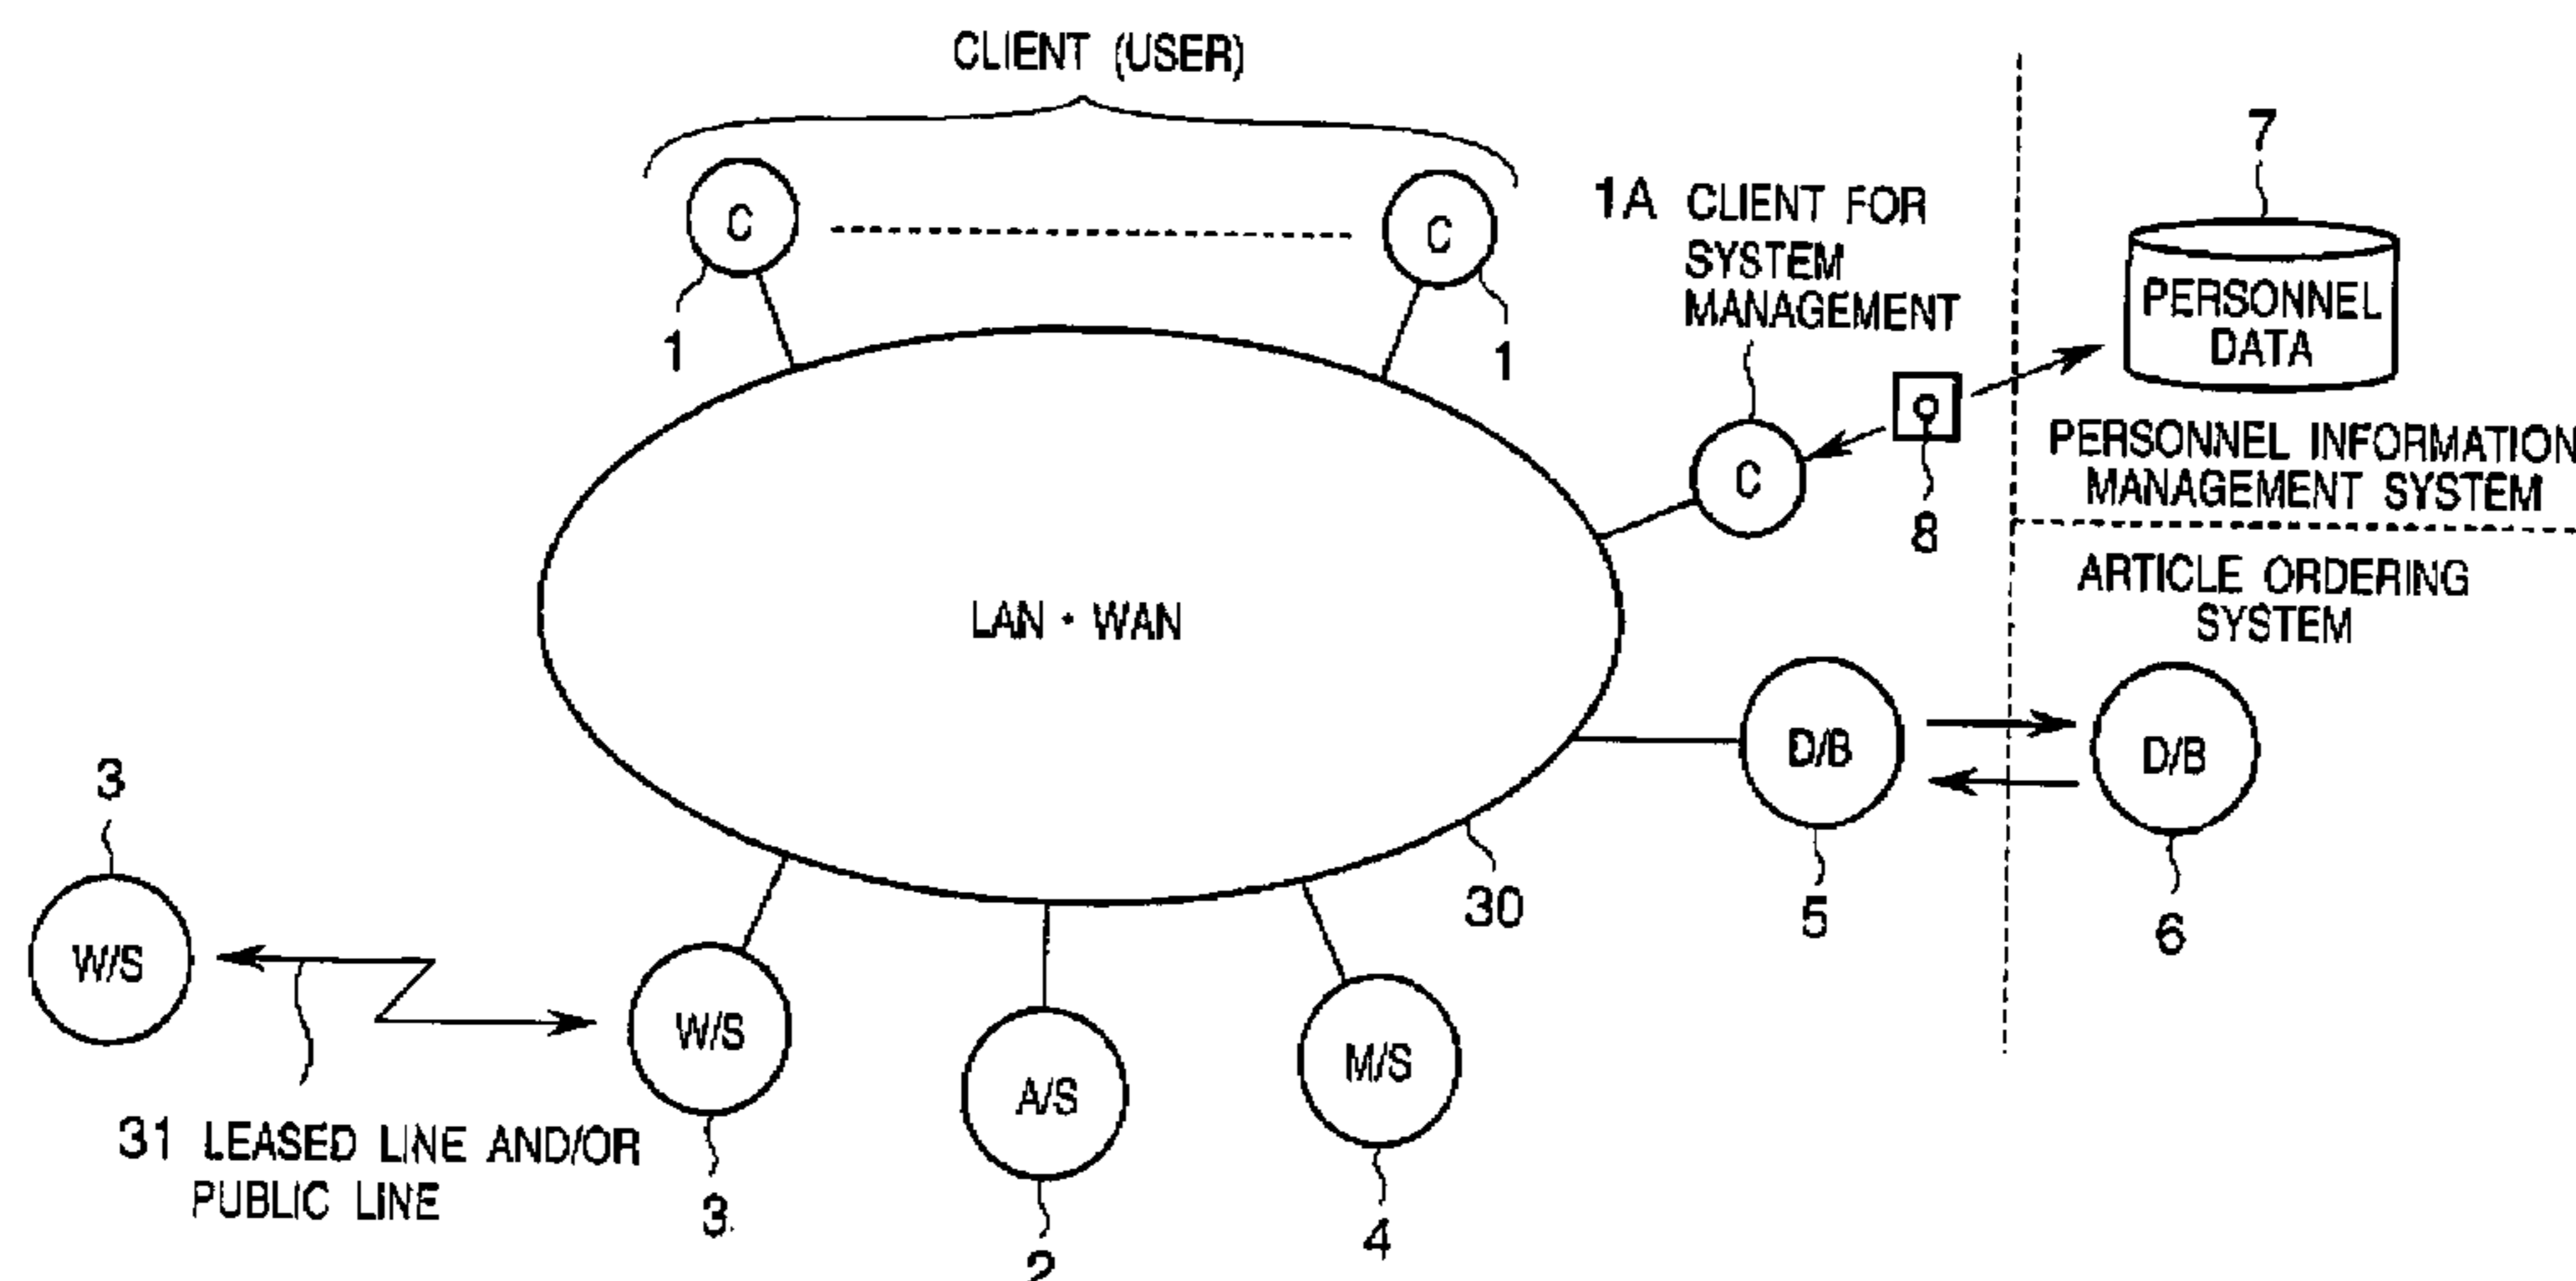 CLIENT (USER)
C
C
1
1
1A CLIENT FOR
SYSTEM
MANAGEMENT
C
8
7
PERSONNEL
DATA
PERSONNEL INFORMATION
MANAGEMENT SYSTEM
ARTICLE ORDERING
SYSTEM
LAN・WAN
D/B
5
D/B
6
30
3
W/S
31 LEASED LINE AND/OR
PUBLIC LINE
W/S
3
A/S
2
M/S
4